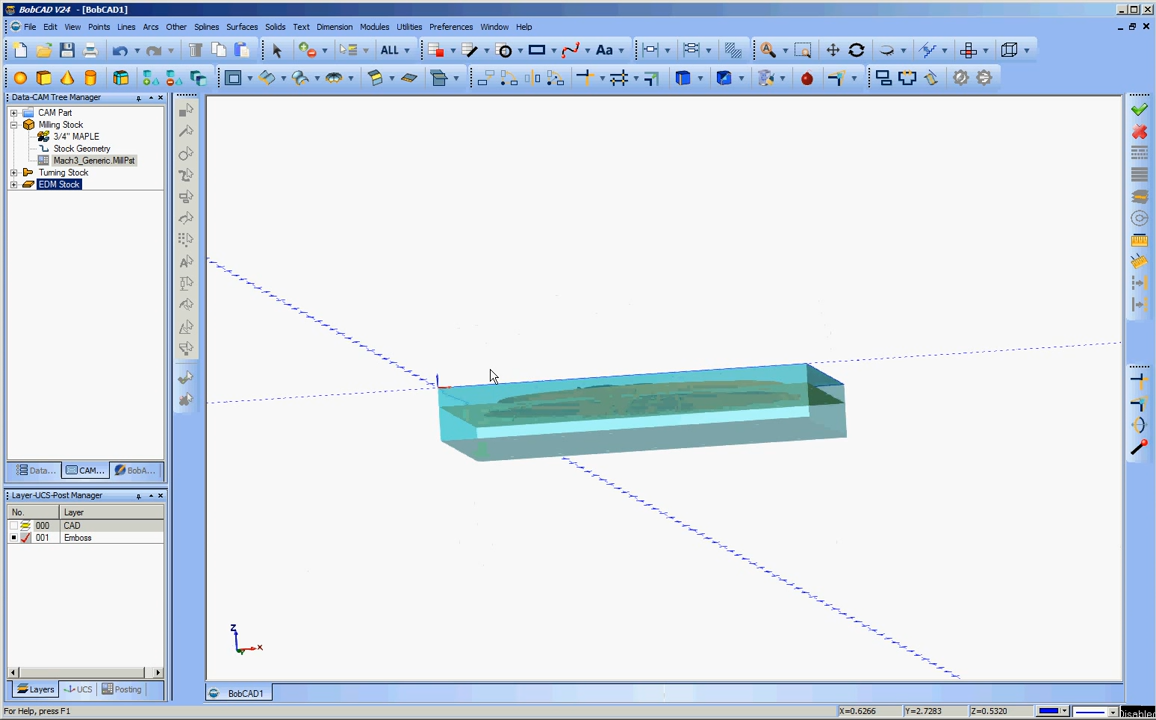 BobCAD V24 - [BobCAD1]
File Edit View Points Lines Arcs Other Splines Surfaces Solids Text Dimension Modules Utilities Preferences Window Help
ALL Aa
Data-CAM Tree Manager
CAM Part
Milling Stock
3/4" MAPLE
Stock Geometry
Mach3_Generic.MillPst
Turning Stock
EDM Stock
A
Data... CAM... BobA...
Layer-UCS-Post Manager
No. Layer
000 CAD
001 Emboss
Layers UCS Posting
Z
x
BobCAD1
For Help, press F1
X=0.6266 Y=2.7283 Z=0.5320
Disabled